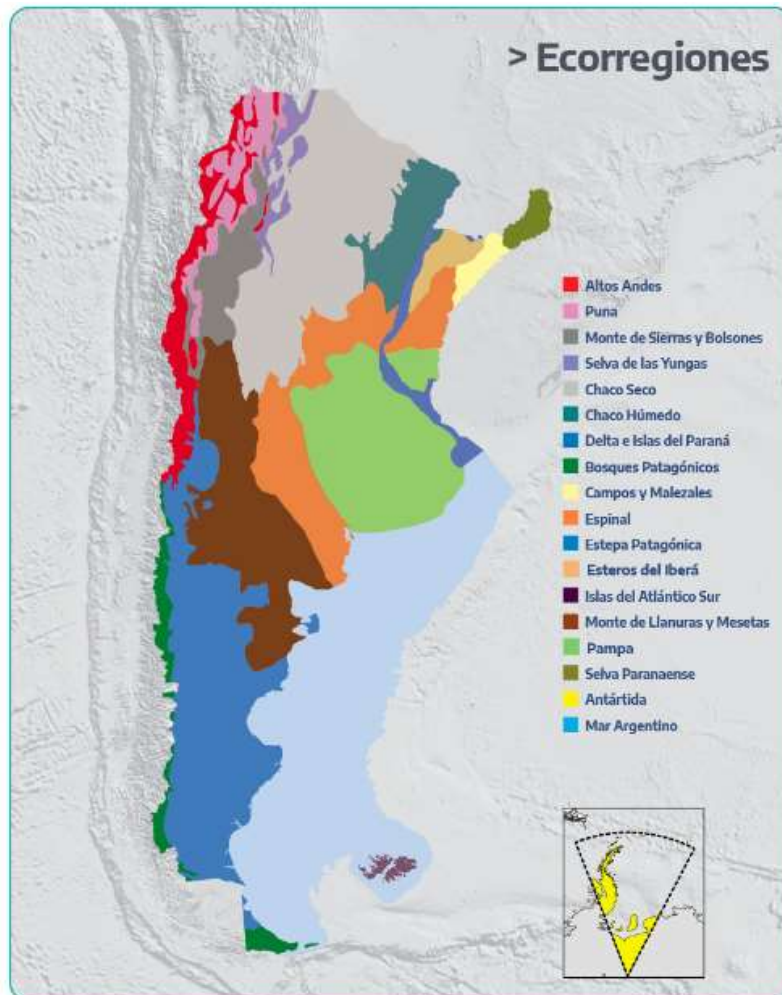 > Ecorregiones
Altos Andes
Puna
Monte de Sierras y Bolsones
Selva de las Yungas
Chaco Seco
Chaco Húmedo
Delta e Islas del Paraná
Bosques Patagónicos
Campos y Malezales
Espinal
Estepa Patagónica
Esteros del Iberá
Islas del Atlántico Sur
Monte de Llanuras y Mesetas
Pampa
Selva Paranaense
Antártida
Mar Argentino